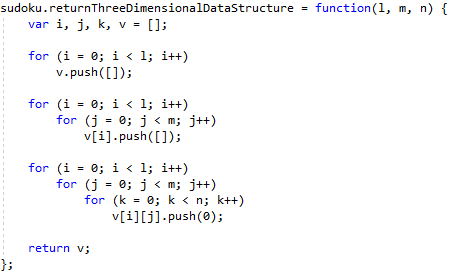 sudoku.returnThreeDimensionalDataStructure = function(l, m, n) {
    var i, j, k, v = [];

    for (i = 0; i < l; i++)
        v.push([]);

    for (i = 0; i < l; i++)
        for (j = 0; j < m; j++)
            v[i].push([]);

    for (i = 0; i < l; i++)
        for (j = 0; j < m; j++)
            for (k = 0; k < n; k++)
                v[i][j].push(0);

    return v;
};